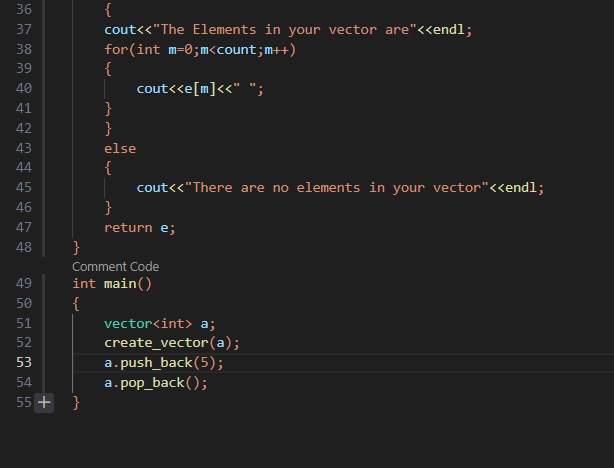 36 {
37 cout<<"The Elements in your vector are"<<endl;
38 for(int m=0;m<count;m++)
39 {
40 cout<<e[m]<<" ";
41 }
42 }
43 else
44 {
45 cout<<"There are no elements in your vector"<<endl;
46 }
47 return e;
48 }
Comment Code
49 int main()
50 {
51 vector<int> a;
52 create_vector(a);
53 a.push_back(5);
54 a.pop_back();
55 + }